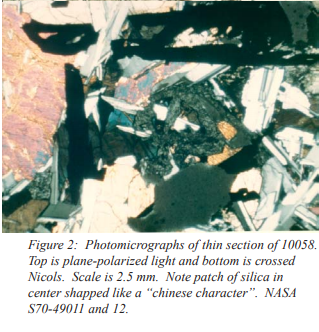 Figure 2: Photomicrographs of thin section of 10058.
Top is plane-polarized light and bottom is crossed
Nicols. Scale is 2.5 mm. Note patch of silica in
center shapped like a “chinese character”. NASA
S70-49011 and 12.